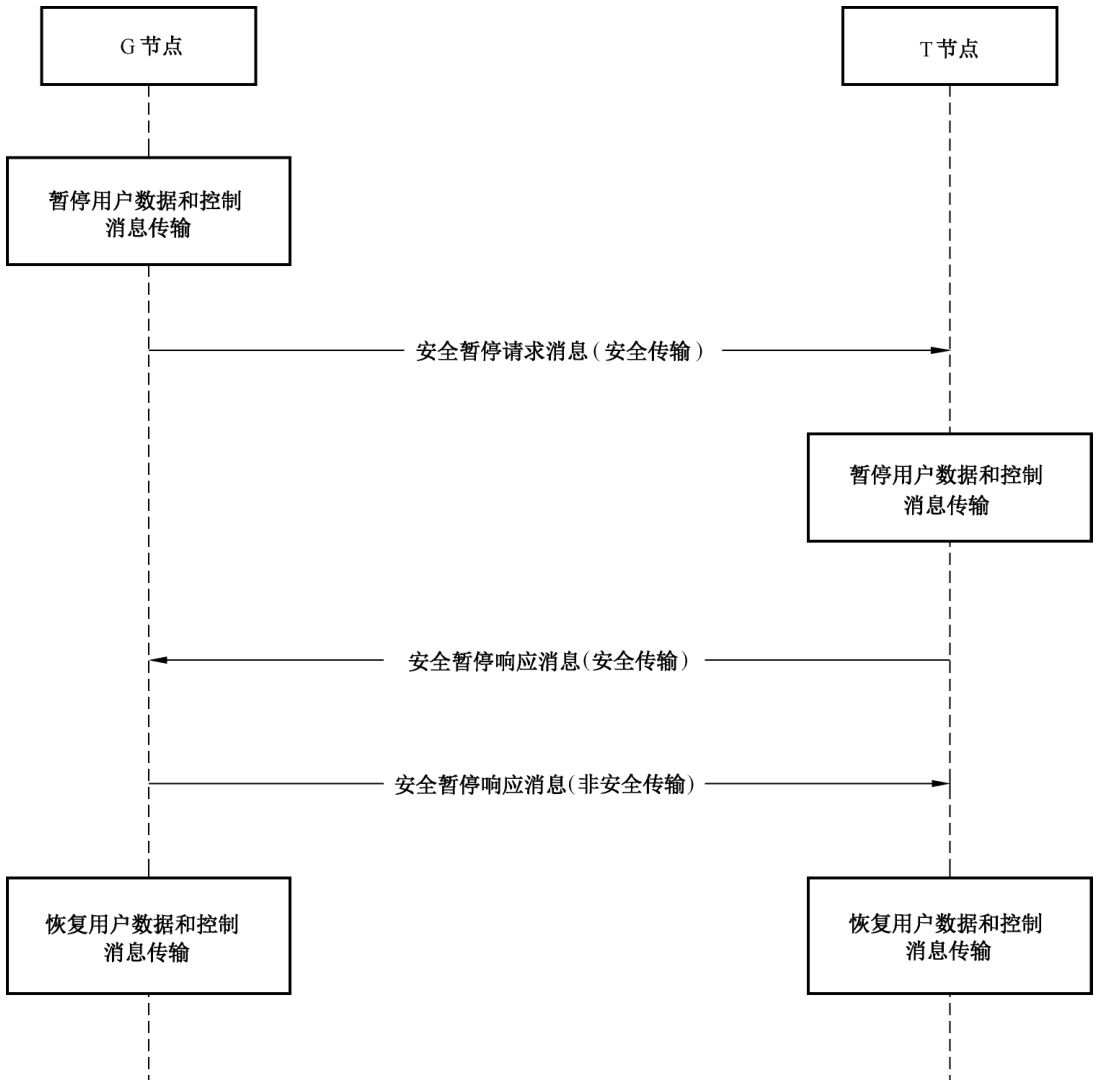 G 节点
T 节点
暂停用户数据和控制
消息传输
安全暂停请求消息(安全传输)
暂停用户数据和控制
消息传输
安全暂停响应消息(安全传输)
安全暂停响应消息(非安全传输)
恢复用户数据和控制
消息传输
恢复用户数据和控制
消息传输